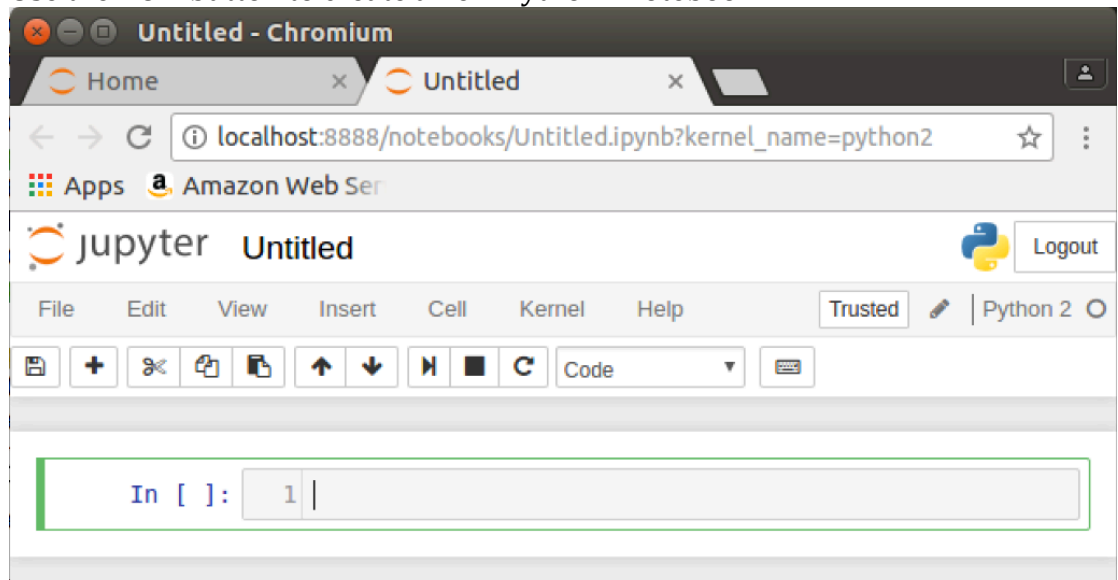 Untitled - Chromium
Home × Untitled ×
localhost:8888/notebooks/Untitled.ipynb?kernel_name=python2
Apps a Amazon Web Ser
jupyter Untitled Logout
File Edit View Insert Cell Kernel Help Trusted Python 2
Code
In [ ]: 1